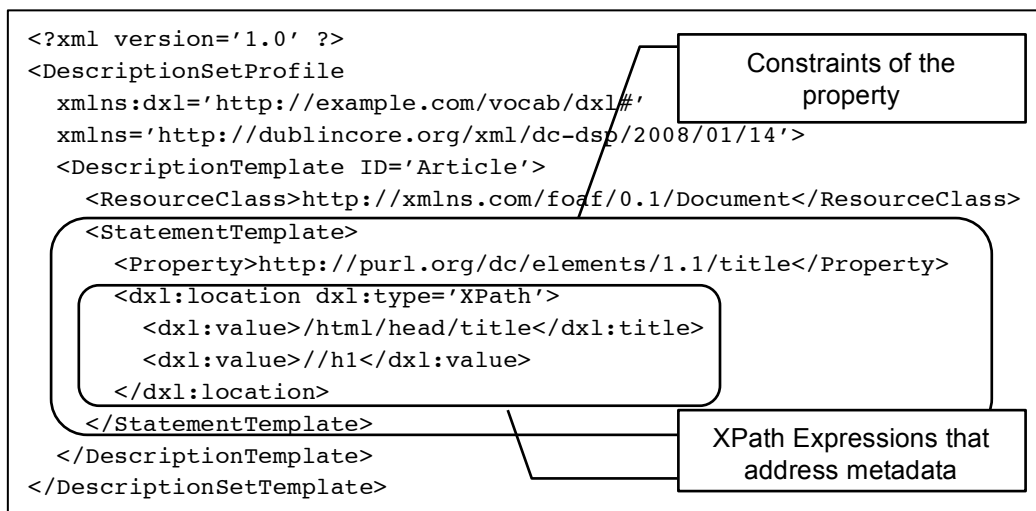 <?xml version='1.0' ?>
<DescriptionSetProfile
xmlns:dxl='http://example.com/vocab/dxl#'
xmlns='http://dublincore.org/xml/dc-dsp/2008/01/14'>
<DescriptionTemplate ID='Article'>
<ResourceClass>http://xmlns.com/foaf/0.1/Document</ResourceClass>
<StatementTemplate>
<Property>http://purl.org/dc/elements/1.1/title</Property>
<dxl:location dxl:type='XPath'>
<dxl:value>/html/head/title</dxl:title>
<dxl:value>//h1</dxl:value>
</dxl:location>
</StatementTemplate>
</DescriptionTemplate>
</DescriptionSetTemplate>
Constraints of the
property
XPath Expressions that
address metadata